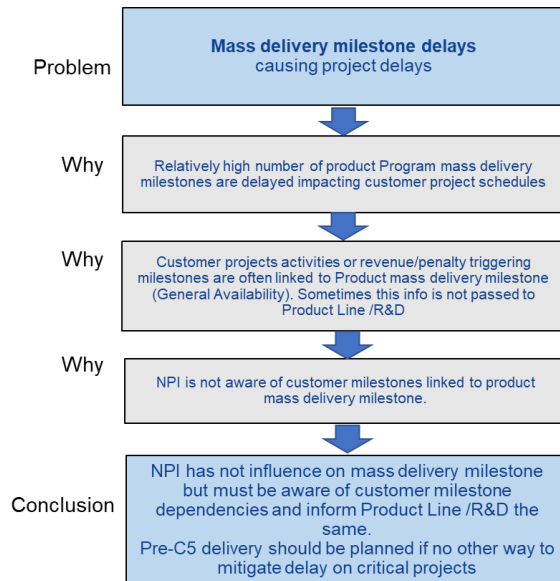 Problem
Mass delivery milestone delays
causing project delays
Why
Relatively high number of product Program mass delivery
milestones are delayed impacting customer project schedules
Why
Customer projects activities or revenue/penalty triggering
milestones are often linked to Product mass delivery milestone
(General Availability). Sometimes this info is not passed to
Product Line /R&D
Why
NPI is not aware of customer milestones linked to product
mass delivery milestone.
Conclusion
NPI has not influence on mass delivery milestone
but must be aware of customer milestone
dependencies and inform Product Line /R&D the
same.
Pre-C5 delivery should be planned if no other way to
mitigate delay on critical projects